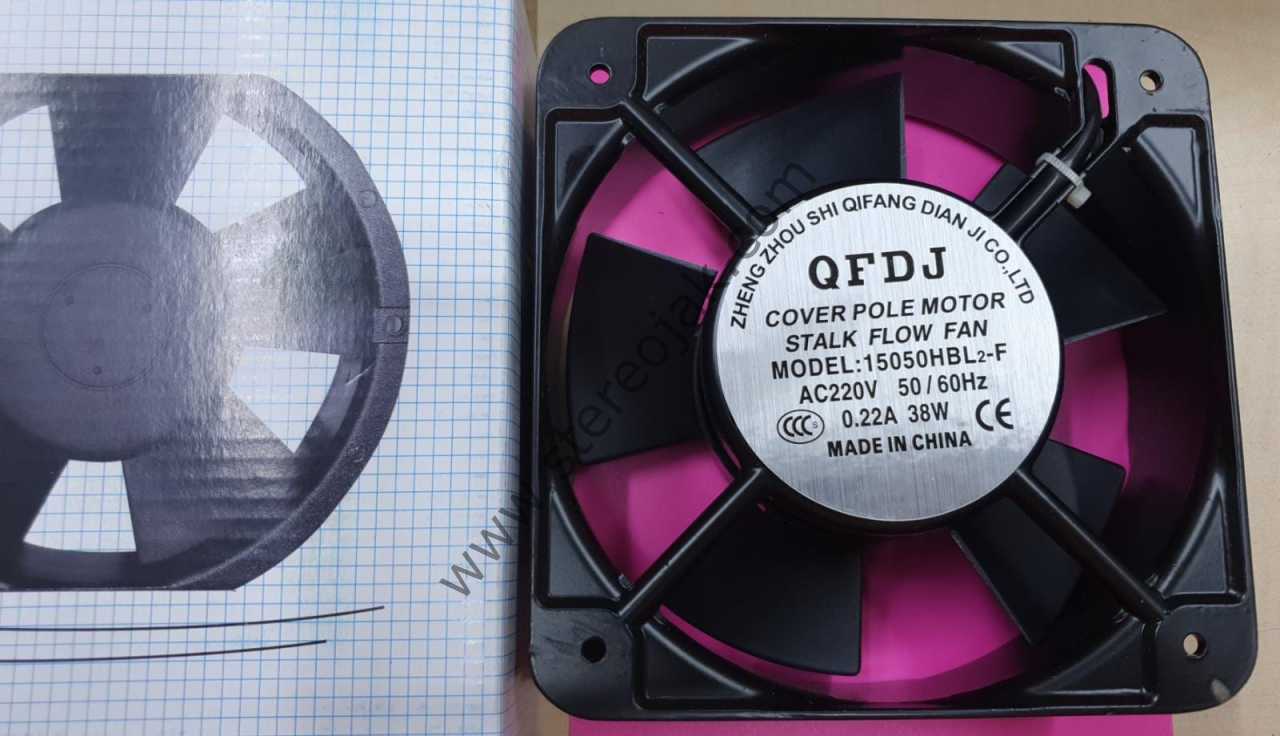 ZHENG ZHOU SHI QIFANG DIAN JI CO.,LTD
QFDJ
COVER POLE MOTOR
STALK FLOW FAN
MODEL:15050HBL2-F
AC220V 50/60Hz
CCC S 0.22A 38W CE
MADE IN CHINA
www.stereojaki.com